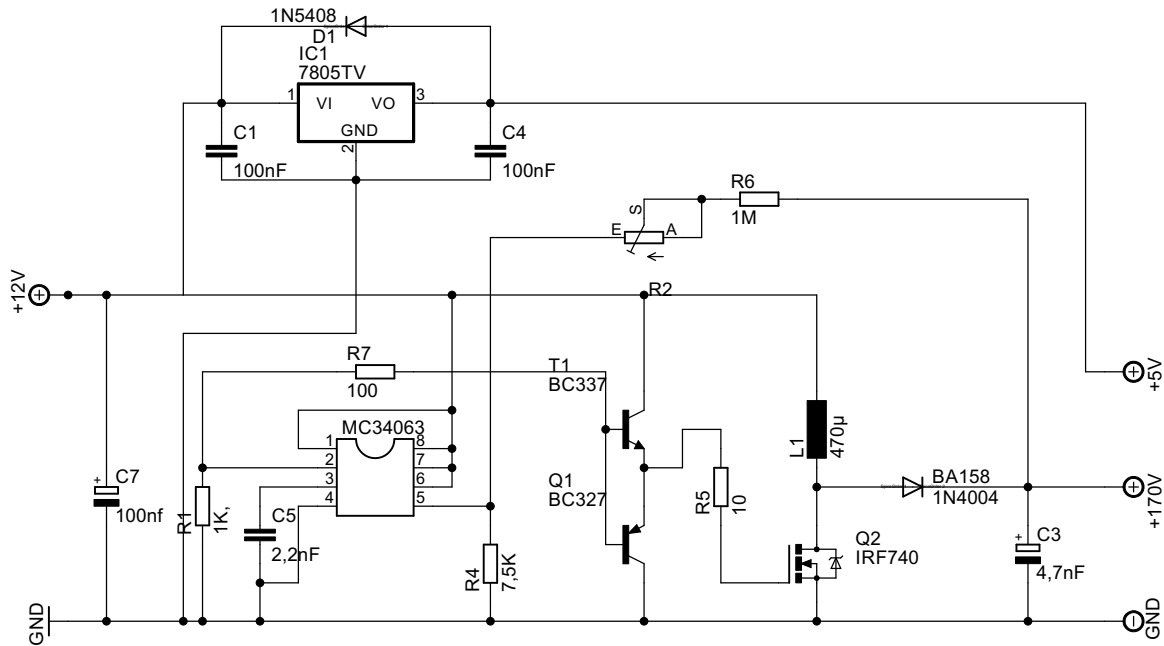 1N5408
D1
IC1
7805TV
1
VI
VO
3
GND
2
C1
100nF
C4
100nF
R6
1M
S
E
A
+12V
R2
R7
100
T1
BC337
+5V
MC34063
1
2
3
4
8
7
6
5
L1
470µ
C7
+
100nf
R1
1K,
C5
2,2nF
R4
7,5K
Q1
BC327
R5
10
BA158
1N4004
+170V
Q2
IRF740
C3
+
4,7nF
GND
GND